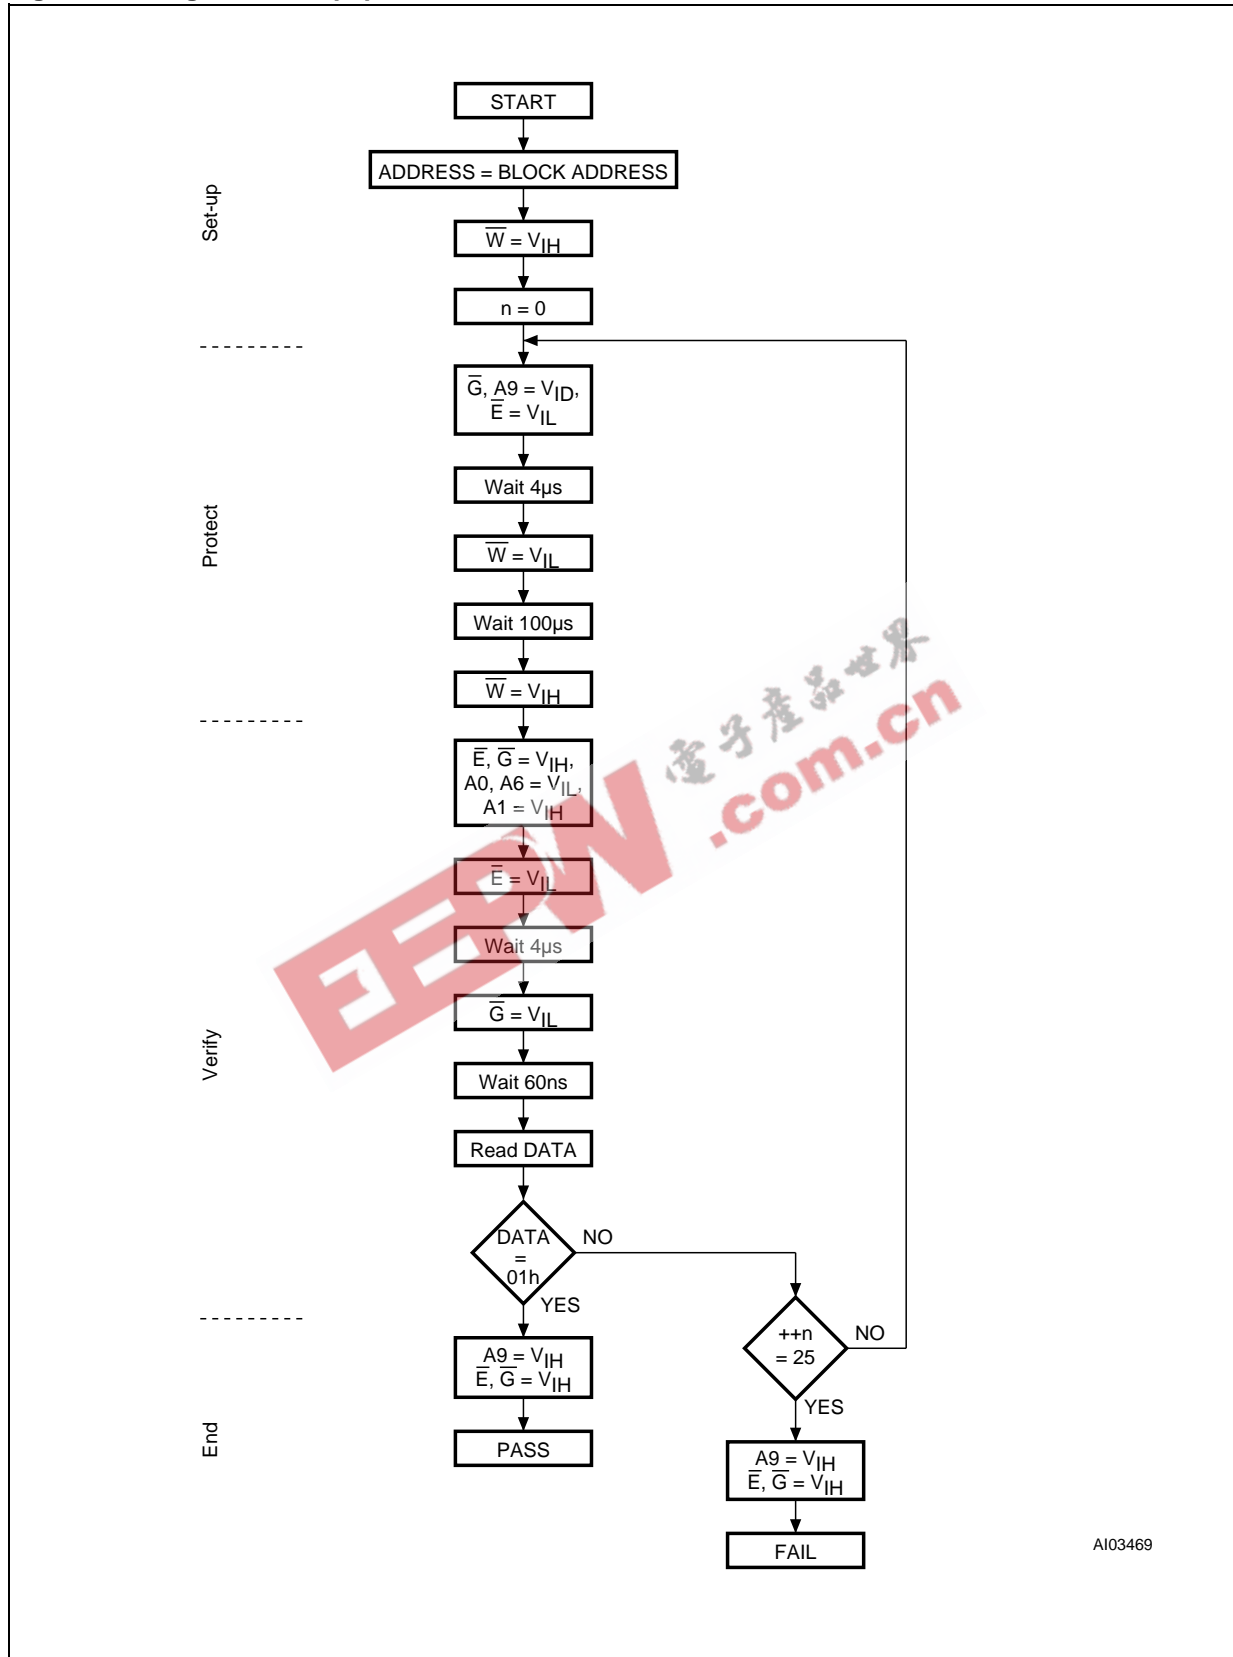 START
ADDRESS = BLOCK ADDRESS
Set-up
W̅ = VIH
n = 0
G̅, A9 = VID,
E̅ = VIL
Wait 4µs
Protect
W̅ = VIL
Wait 100µs
W̅ = VIH
E̅, G̅ = VIH,
A0, A6 = VIL,
A1 = VIH
E̅ = VIL
Wait 4µs
G̅ = VIL
Verify
Wait 60ns
Read DATA
DATA
=
01h
NO
YES
++n
= 25
NO
YES
A9 = VIH
E̅, G̅ = VIH
End
PASS
A9 = VIH
E̅, G̅ = VIH
FAIL
AI03469
EEPW
.com.cn
電子產品世界